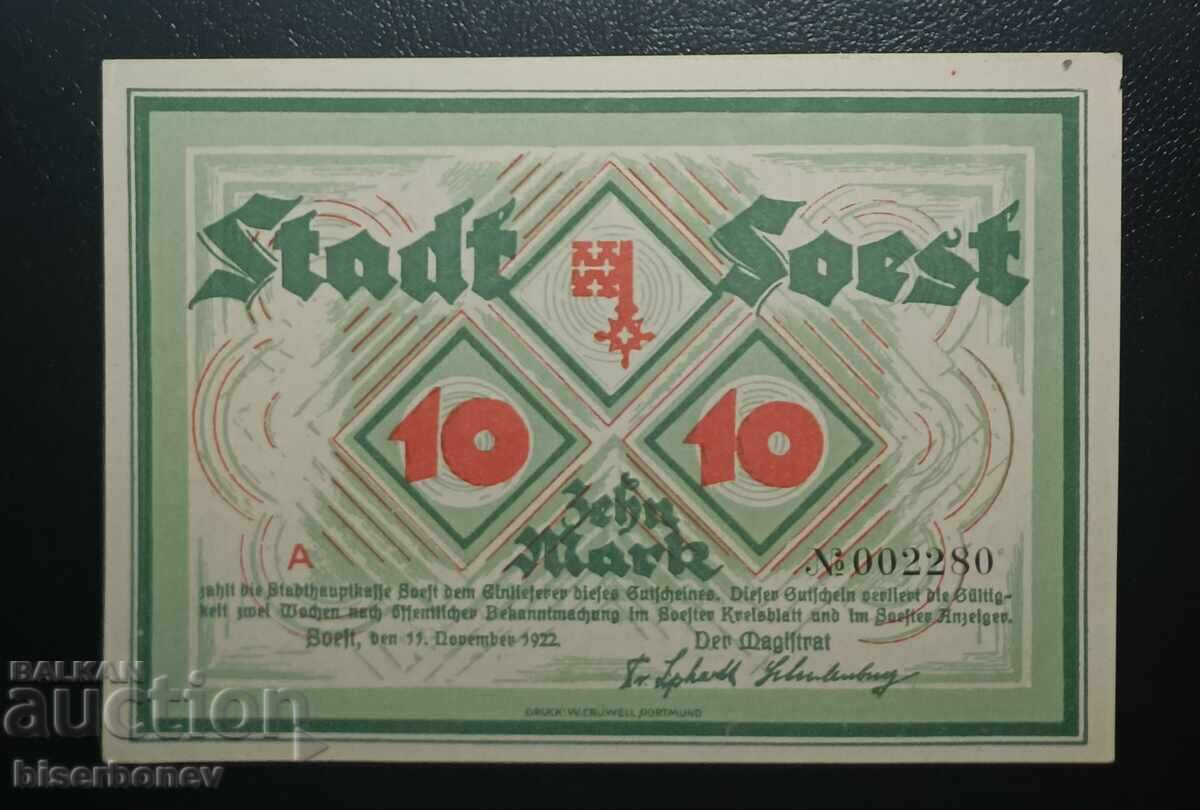 Stadt Soest
10 10
Zehn
Mark
A № 002280
zahlt die Stadthauptkasse Soest dem Einlieferer dieses Gutscheines. Dieser Gutschein verliert die Gültig-
keit zwei Wochen nach öffentlicher Bekanntmachung im Soester Kreisblatt und im Soester Anzeiger.
Soest, den 11. November 1922 Der Magistrat
DRUCK: W. CRÜWELL, DORTMUND
BALKAN
auction
biserbonev